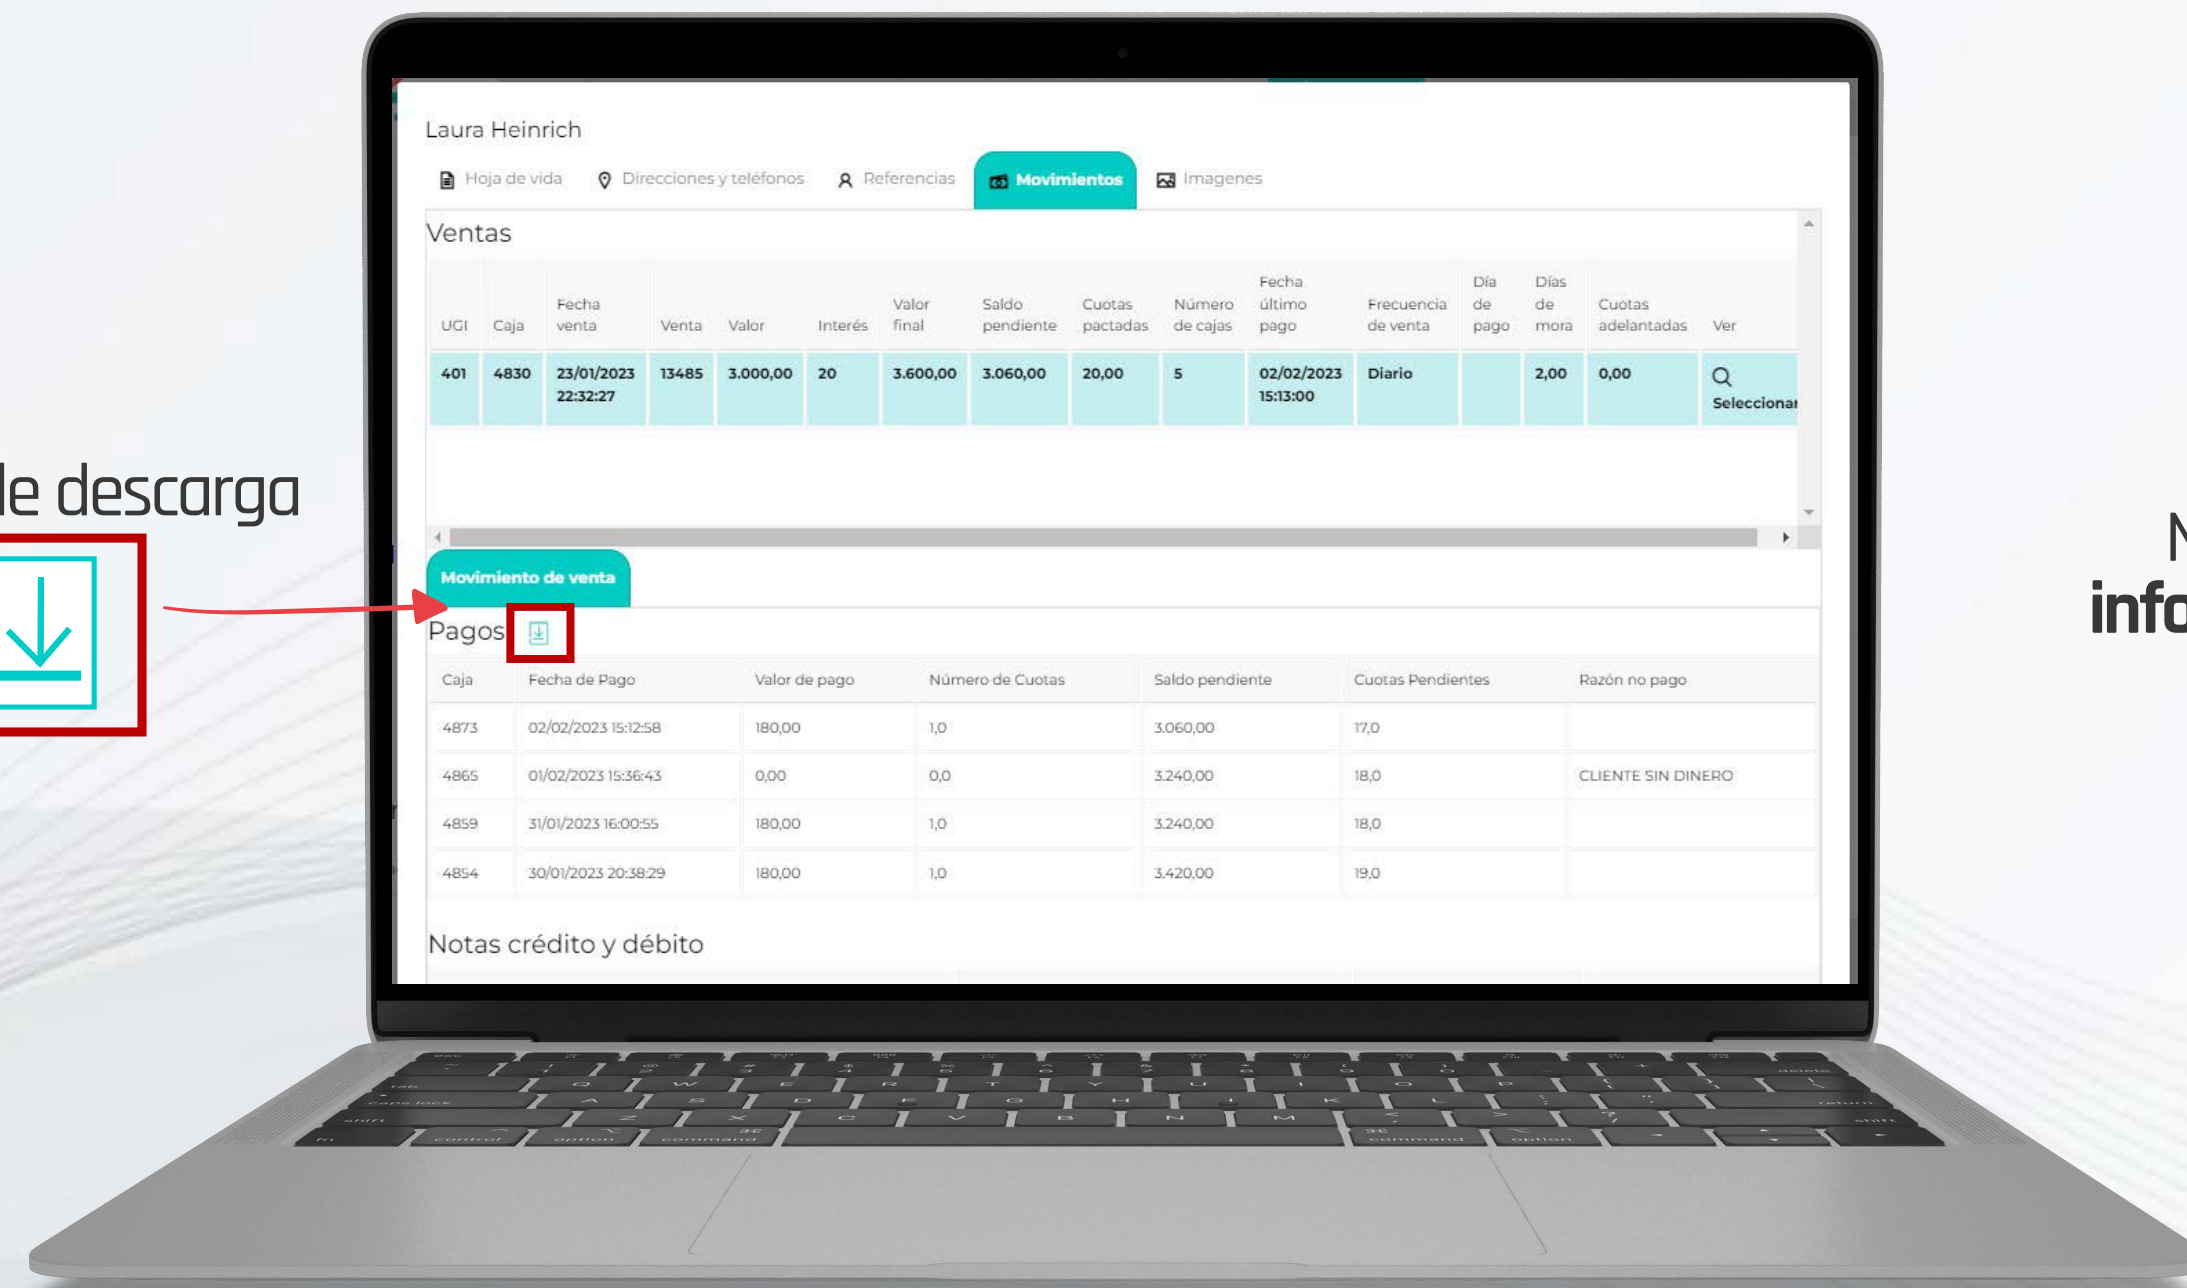 Laura Heinrich
Hoja de vida Direcciones y teléfonos Referencias Movimientos Imagenes
Ventas
UGI Caja Fecha venta Venta Valor Interés Valor final Saldo pendiente Cuotas pactadas Número de cajas Fecha último pago Frecuencia de venta Día de pago Días de mora Cuotas adelantadas Ver
401 4830 23/01/2023 22:32:27 13485 3.000,00 20 3.600,00 3.060,00 20,00 5 02/02/2023 15:13:00 Diario 2,00 0,00 Seleccionar
de descarga
Movimiento de venta
Pagos
Caja Fecha de Pago Valor de pago Número de Cuotas Saldo pendiente Cuotas Pendientes Razón no pago
4873 02/02/2023 15:12:58 180,00 1,0 3.060,00 17,0
4865 01/02/2023 15:36:43 0,00 0,0 3.240,00 18,0 CLIENTE SIN DINERO
4859 31/01/2023 16:00:55 180,00 1,0 3.240,00 18,0
4854 30/01/2023 20:38:29 180,00 1,0 3.420,00 19,0
Notas crédito y débito